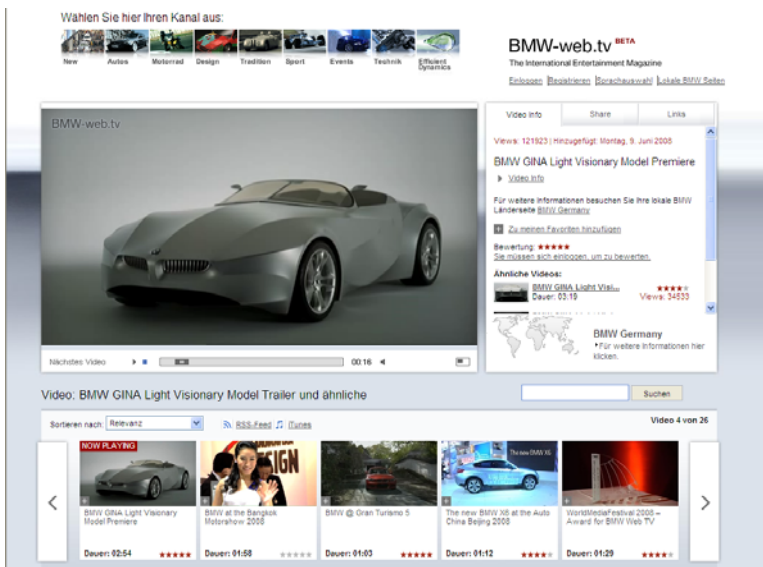 Wählen Sie hier Ihren Kanal aus:
New Autos Motorrad Design Tradition Sport Events Technik Efficient Dynamics
BMW-web.tv BETA
The International Entertainment Magazine
Einloggen Registrieren Sprachauswahl Lokale BMW Seiten
BMW-web.tv
Video Info Share Links
Views: 121923 | Hinzugefügt: Montag, 9. Juni 2008
BMW GINA Light Visionary Model Premiere
Video Info
Für weitere Informationen besuchen Sie Ihre lokale BMW
Länderseite BMW Germany
Zu meinen Favoriten hinzufügen
Bewertung:
Sie müssen sich einloggen, um zu bewerten.
Ähnliche Videos:
BMW GINA Light Visi...
Dauer: 03:19 Views: 34533
BMW Germany
Für weitere Informationen hier
klicken.
Nächstes Video 00:16
Video: BMW GINA Light Visionary Model Trailer und ähnliche
Suchen
Sortieren nach: Relevanz RSS-Feed iTunes
Video 4 von 26
NOW PLAYING
SIGN
The new BMW X6
BMW GINA Light Visionary
Model Premiere
Dauer: 02:54
BMW at the Bangkok
Motorshow 2008
Dauer: 01:58
BMW @ Gran Turismo 5
Dauer: 01:03
The new BMW X6 at the Auto
China Beijing 2008
Dauer: 01:12
WorldMediaFestival 2008 –
Award for BMW Web TV
Dauer: 01:29